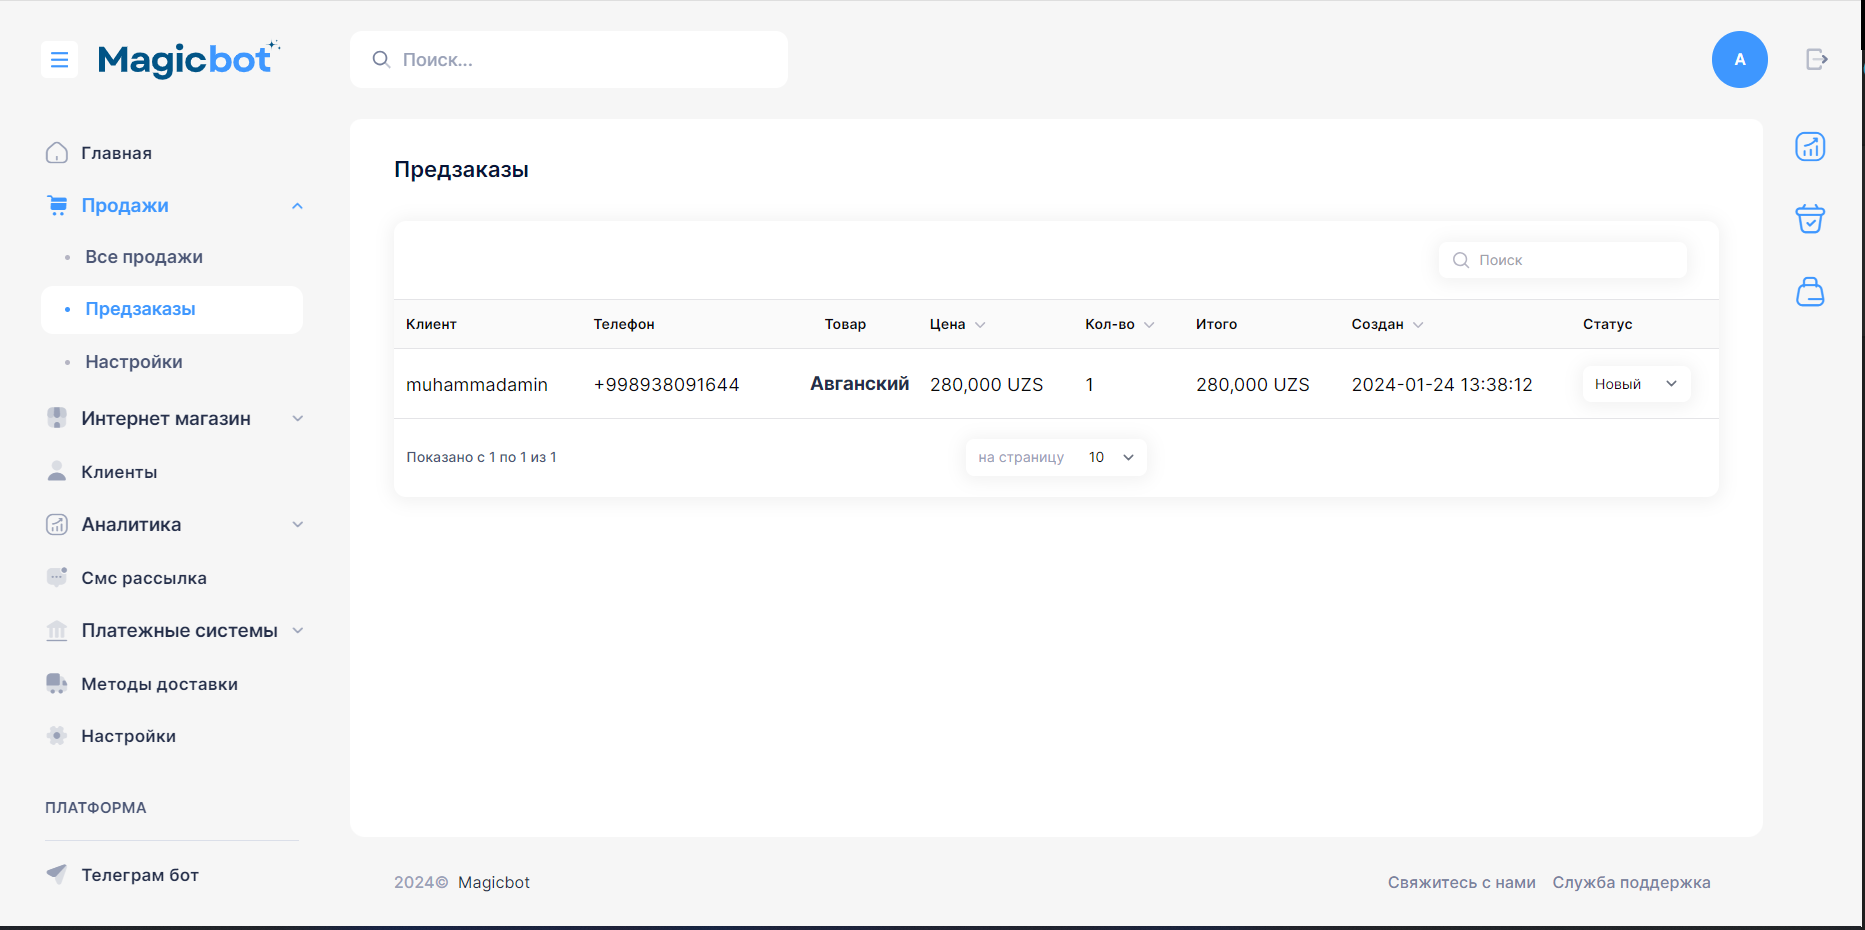 Magicbot
Поиск...
A
Главная
Продажи
Все продажи
Предзаказы
Настройки
Интернет магазин
Клиенты
Аналитика
Смс рассылка
Платежные системы
Методы доставки
Настройки
ПЛАТФОРМА
Телеграм бот
Предзаказы
Поиск
Клиент Телефон Товар Цена Кол-во Итого Создан Статус
muhammadamin +998938091644 Авганский 280,000 UZS 1 280,000 UZS 2024-01-24 13:38:12 Новый
Показано с 1 по 1 из 1 на страницу 10
2024© Magicbot Свяжитесь с нами Служба поддержка